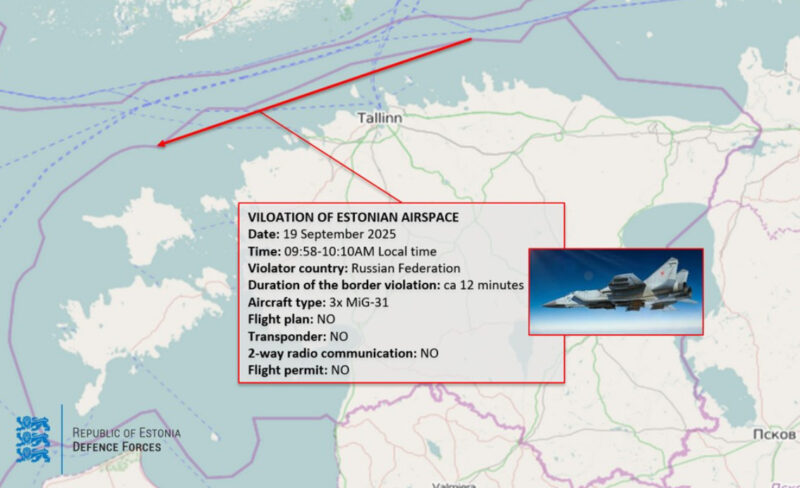 Tallinn
VILOATION OF ESTONIAN AIRSPACE
Date: 19 September 2025
Time: 09:58-10:10AM Local time
Violator country: Russian Federation
Duration of the border violation: ca 12 minutes
Aircraft type: 3x MiG-31
Flight plan: NO
Transponder: NO
2-way radio communication: NO
Flight permit: NO
REPUBLIC OF ESTONIA
DEFENCE FORCES
Псков
Valmiera